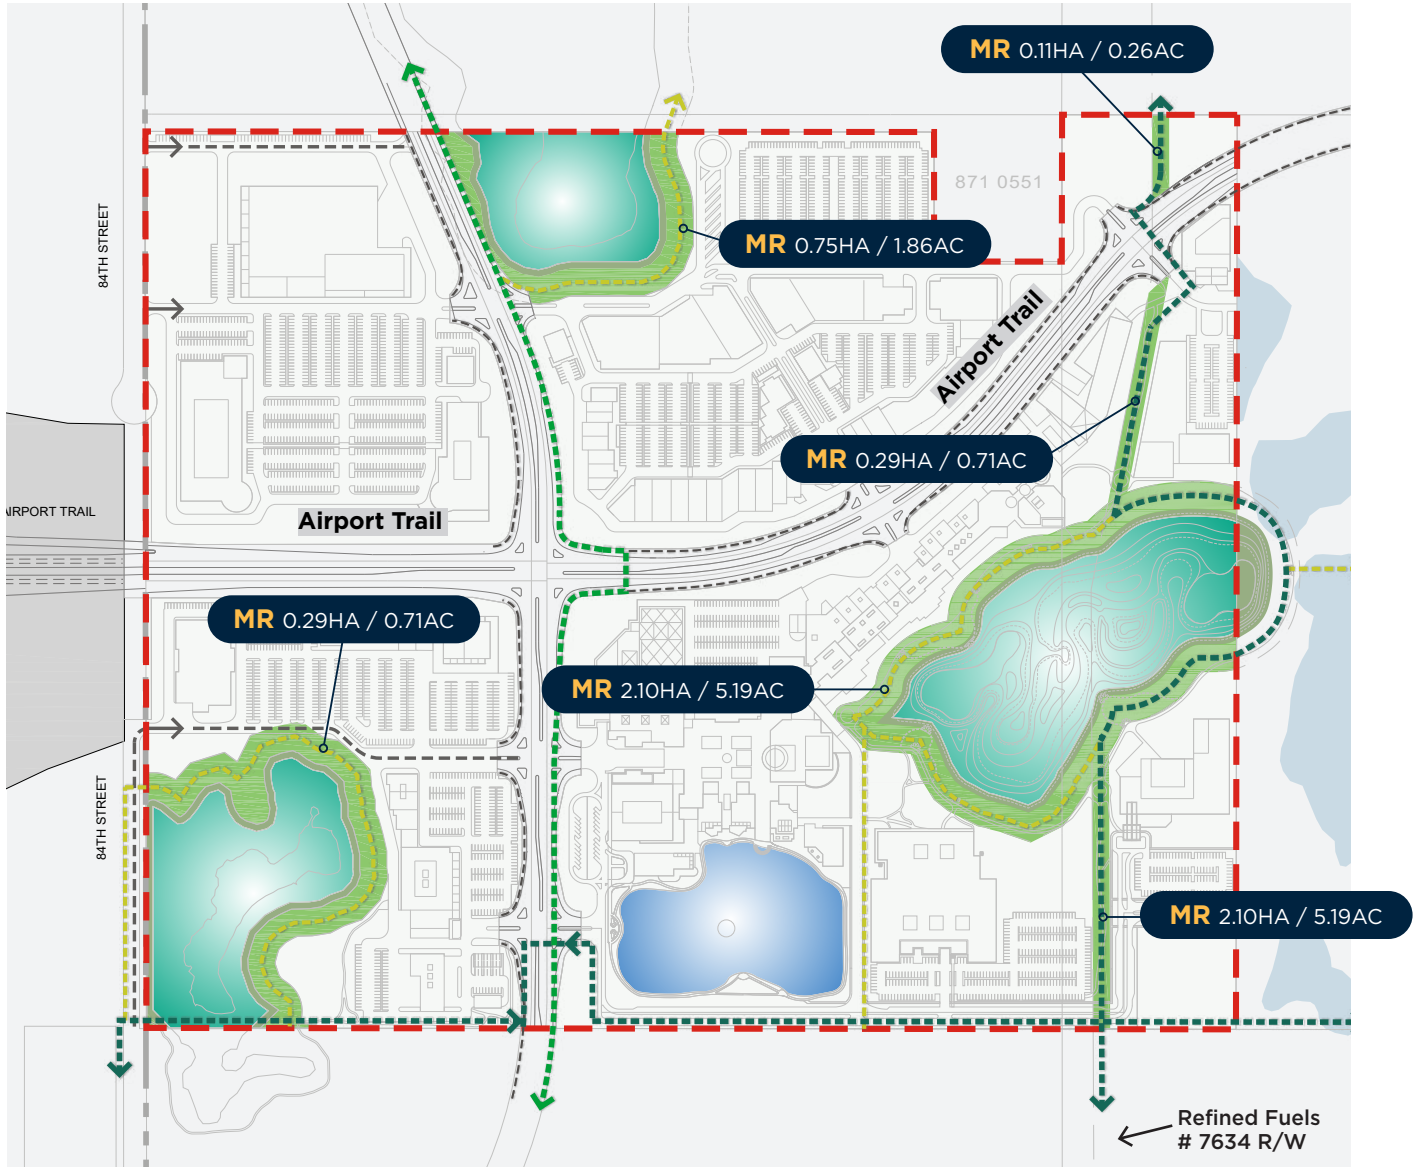 MR 0.11HA / 0.26AC
871 0551
84TH STREET
MR 0.75HA / 1.86AC
Airport Trail
MR 0.29HA / 0.71AC
AIRPORT TRAIL
Airport Trail
MR 0.29HA / 0.71AC
MR 2.10HA / 5.19AC
84TH STREET
MR 2.10HA / 5.19AC
Refined Fuels
# 7634 R/W